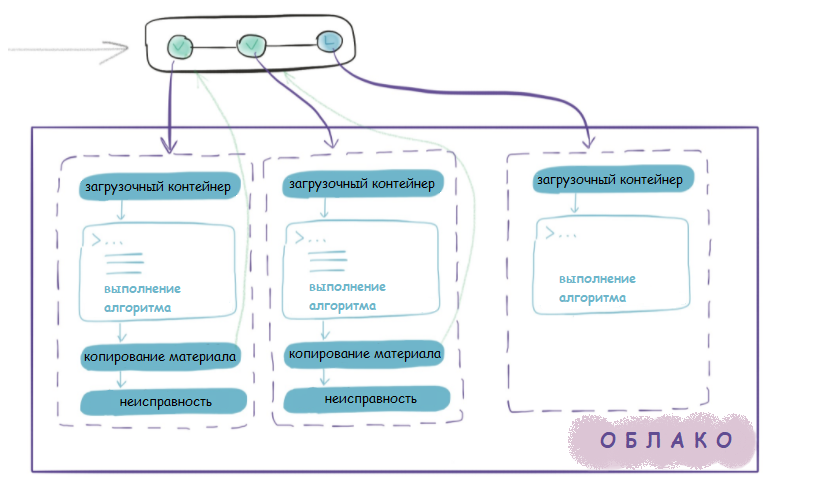 загрузочный контейнер
>...
выполнение
алгоритма
копирование материала
неисправность
загрузочный контейнер
>...
выполнение
алгоритма
копирование материала
неисправность
загрузочный контейнер
>...
выполнение
алгоритма
ОБЛАКО